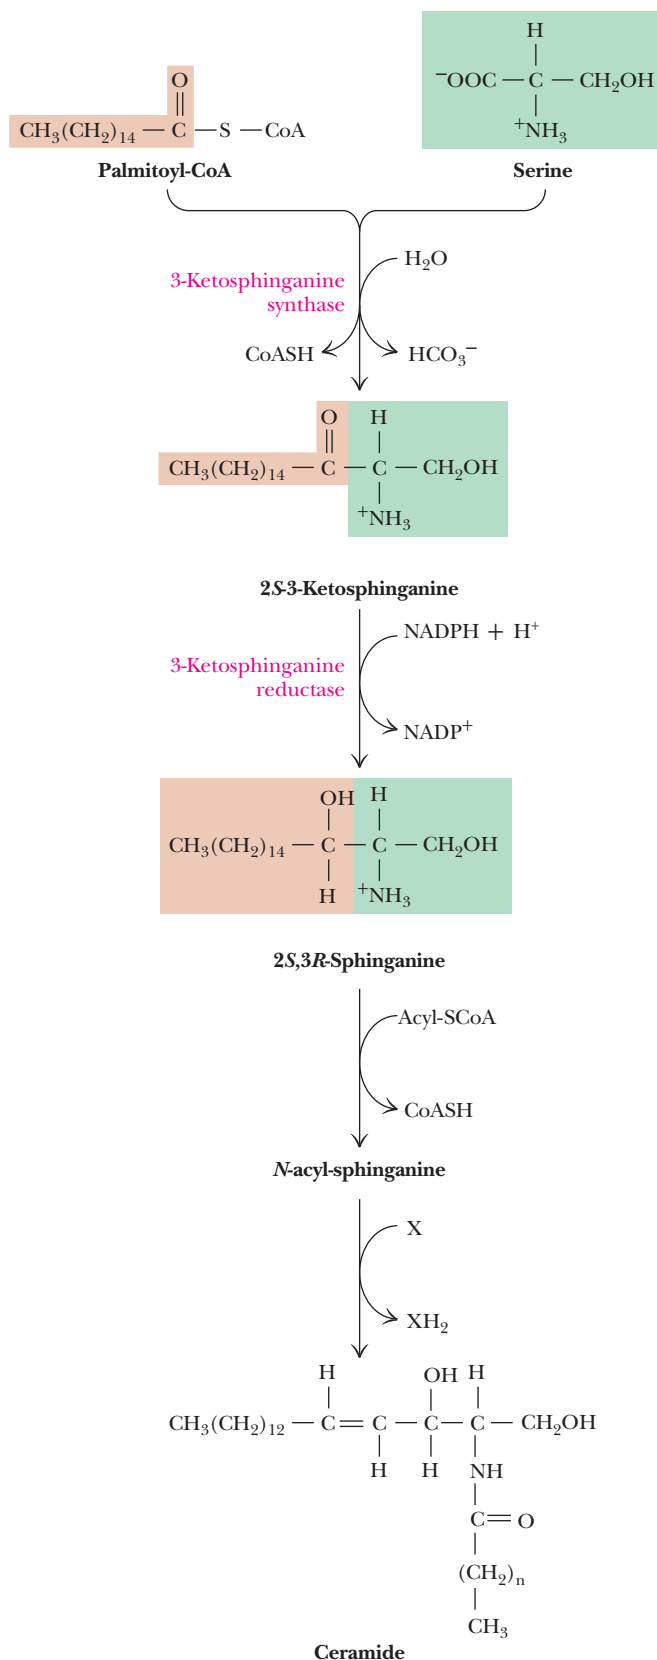 H
O
⁻OOC — C — CH₂OH
CH₃(CH₂)₁₄ — C — S — CoA
⁺NH₃
Palmitoyl-CoA
Serine
H₂O
3-Ketosphinganine
synthase
CoASH
HCO₃⁻
O H
CH₃(CH₂)₁₄ — C — C — CH₂OH
⁺NH₃
2S-3-Ketosphinganine
NADPH + H⁺
3-Ketosphinganine
reductase
NADP⁺
OH H
CH₃(CH₂)₁₄ — C — C — CH₂OH
H ⁺NH₃
2S,3R-Sphinganine
Acyl-SCoA
CoASH
N-acyl-sphinganine
X
XH₂
H OH H
CH₃(CH₂)₁₂ — C = C — C — C — CH₂OH
H H NH
C = O
(CH₂)ₙ
CH₃
Ceramide